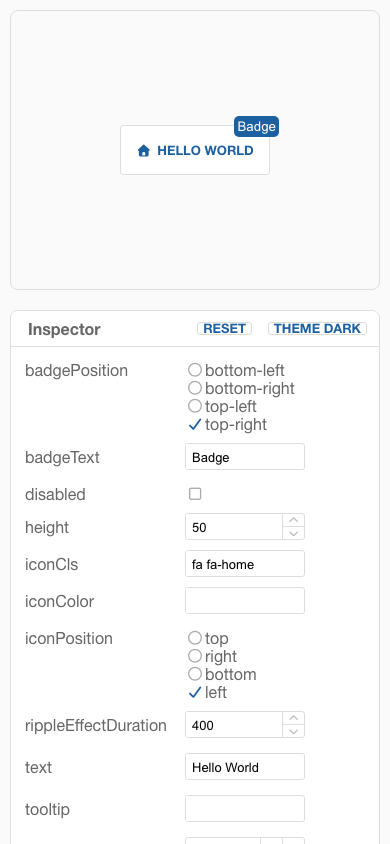 Badge
HELLO WORLD
Inspector
RESET
THEME DARK
badgePosition
bottom-left
bottom-right
top-left
top-right
badgeText
Badge
disabled
height
50
iconCls
fa fa-home
iconColor
iconPosition
top
right
bottom
left
rippleEffectDuration
400
text
Hello World
tooltip